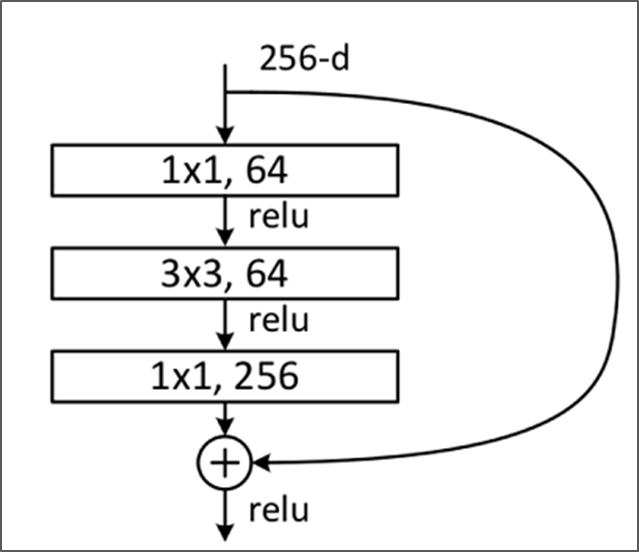 256-d
1x1, 64
relu
3x3, 64
relu
1x1, 256
+
relu